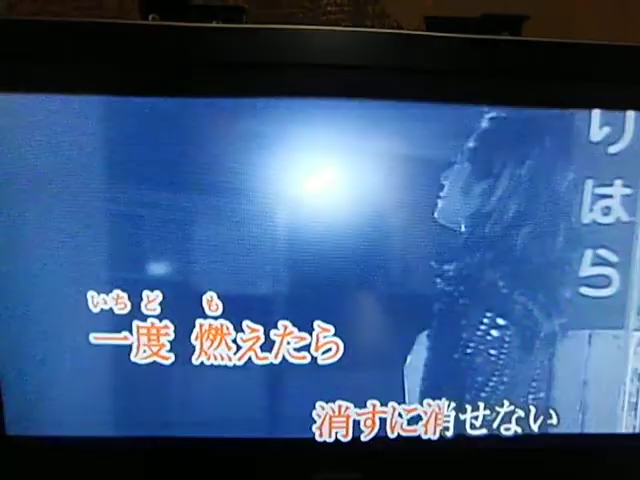 りはら
いちど も
一度 燃えたら
消すに消せない